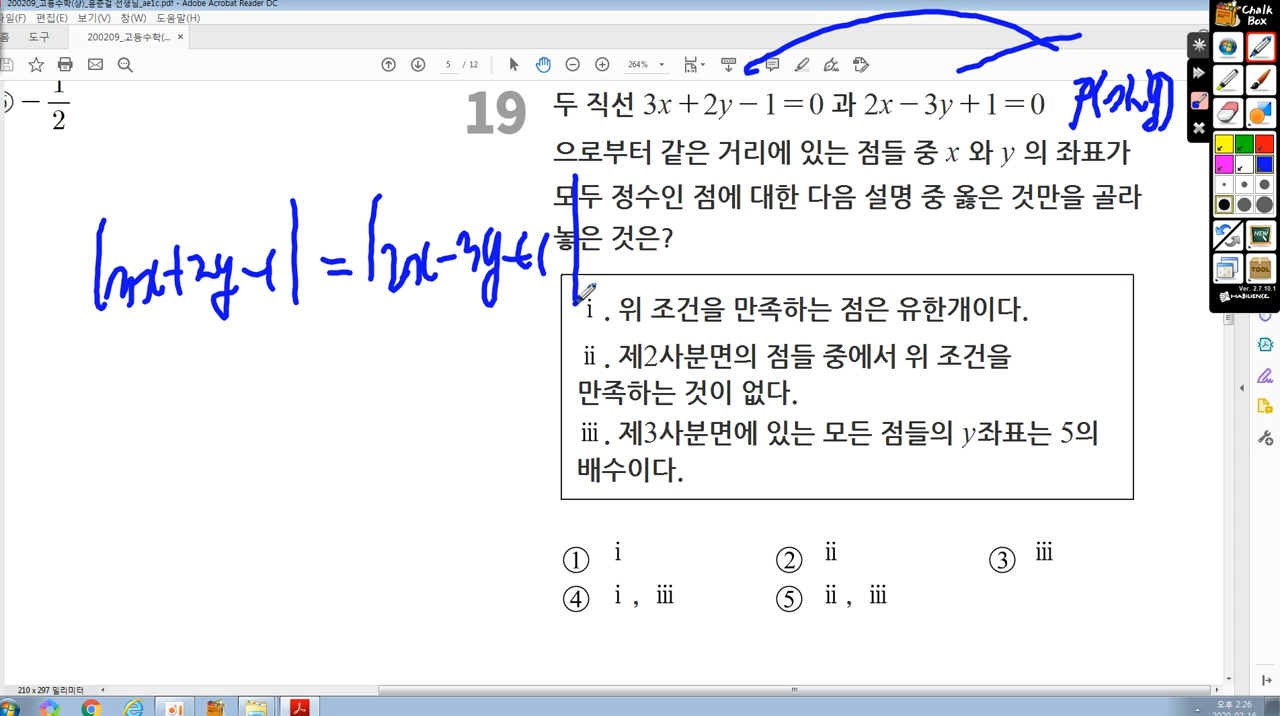 200209_고등수학(상)_윤준걸 선생님_ae1c.pdf - Adobe Acrobat Reader DC
파일(F) 편집(E) 보기(V) 창(W) 도움말(H)
홈 도구 200209_고등수학(... ×
5 / 12 264%
Chalk Box
⑤ -1/2
19
두 직선 3x+2y-1=0 과 2x-3y+1=0
P(x, y)
으로부터 같은 거리에 있는 점들 중 x 와 y 의 좌표가
모두 정수인 점에 대한 다음 설명 중 옳은 것만을 골라
놓은 것은?
|3x+2y-1| = |2x-3y+1|
ⅰ. 위 조건을 만족하는 점은 유한개이다.
ⅱ. 제2사분면의 점들 중에서 위 조건을
만족하는 것이 없다.
ⅲ. 제3사분면에 있는 모든 점들의 y좌표는 5의
배수이다.
① ⅰ ② ⅱ ③ ⅲ
④ ⅰ, ⅲ ⑤ ⅱ, ⅲ
NEW
TOOL
Ver. 2.7.10.1
HABILIENCE
210 x 297 밀리미터
오후 2:26